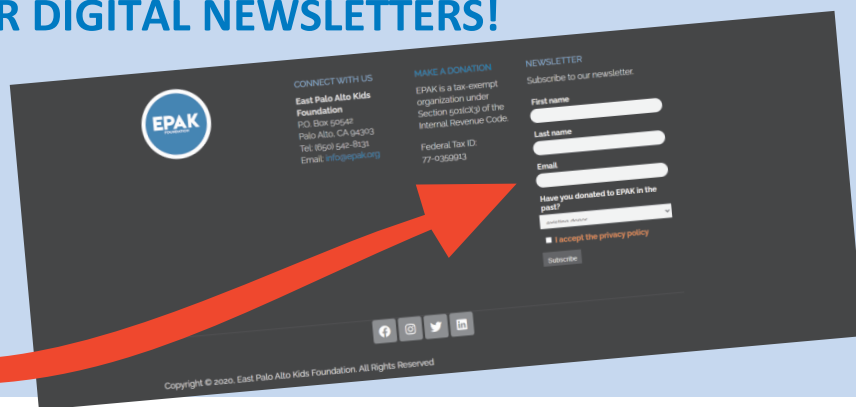 R DIGITAL NEWSLETTERS!
EPAK
FOUNDATION
CONNECT WITH US
East Palo Alto Kids
Foundation
P.O. Box 50542
Palo Alto, CA 94303
Tel: (650) 542-8131
Email: info@epak.org
MAKE A DONATION
EPAK is a tax-exempt
organization under
Section 501(c)(3) of the
Internal Revenue Code.
Federal Tax ID:
77-0359913
NEWSLETTER
Subscribe to our newsletter.
First name
Last name
Email
Have you donated to EPAK in the
past?
I accept the privacy policy
Subscribe
Copyright © 2020. East Palo Alto Kids Foundation. All Rights Reserved